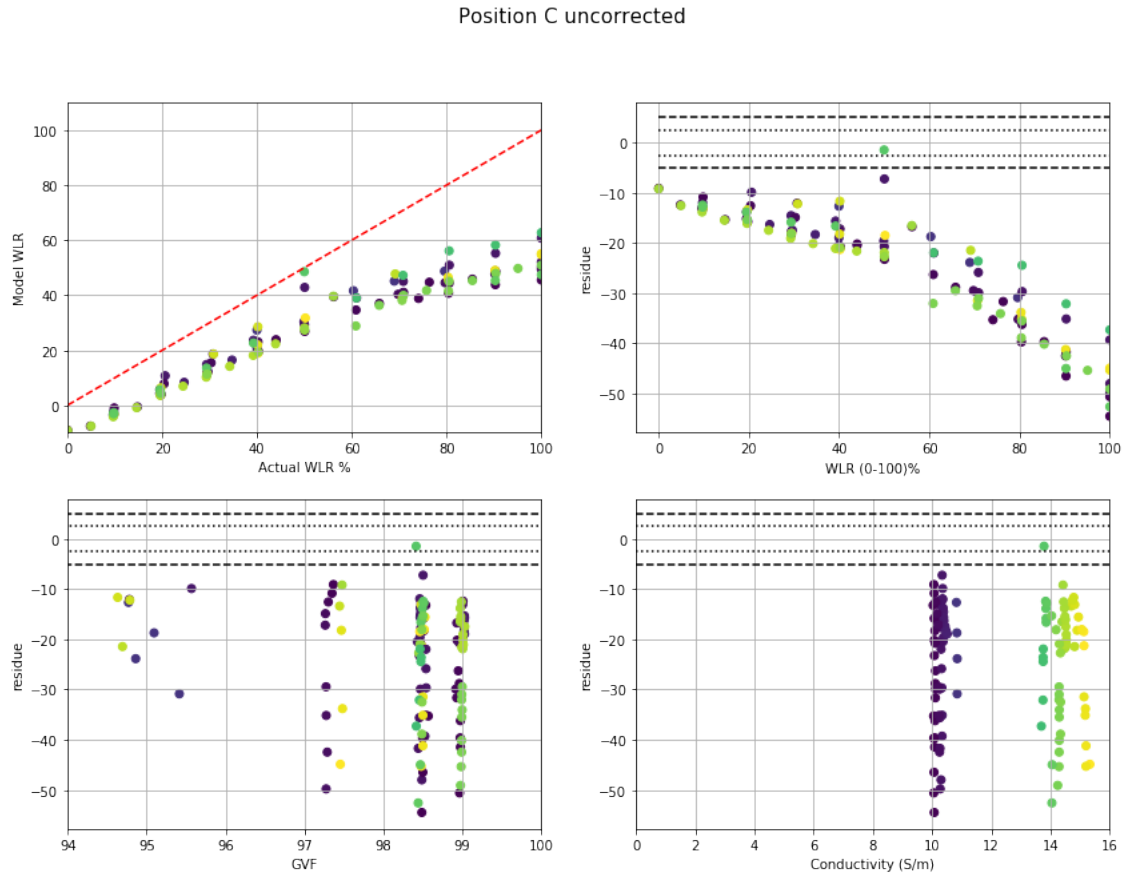 Position C uncorrected
Model WLR
100
80
60
40
20
0
0 20 40 60 80 100
Actual WLR %
residue
0
−10
−20
−30
−40
−50
0 20 40 60 80 100
WLR (0-100)%
residue
0
−10
−20
−30
−40
−50
94 95 96 97 98 99 100
GVF
residue
0
−10
−20
−30
−40
−50
0 2 4 6 8 10 12 14 16
Conductivity (S/m)